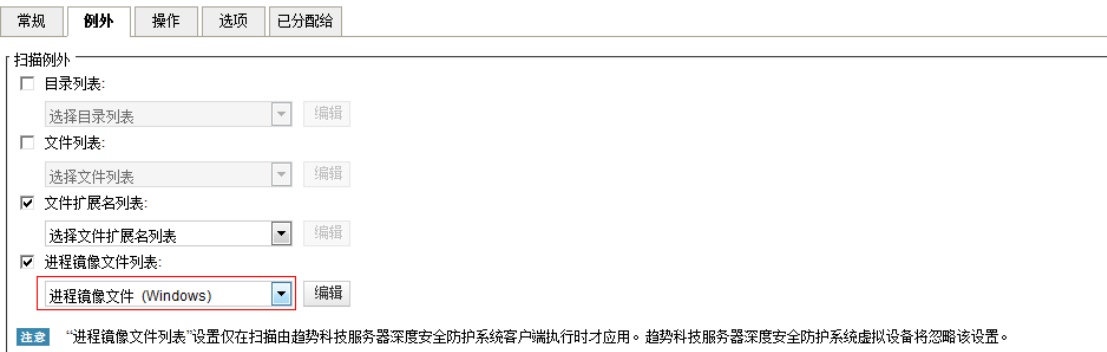 常规 例外 操作 选项 已分配给
扫描例外
目录列表:
选择目录列表 编辑
文件列表:
选择文件列表 编辑
文件扩展名列表:
选择文件扩展名列表 编辑
进程镜像文件列表:
进程镜像文件 (Windows) 编辑
注意 “进程镜像文件列表”设置仅在扫描由趋势科技服务器深度安全防护系统客户端执行时才应用。趋势科技服务器深度安全防护系统虚拟设备将忽略该设置。